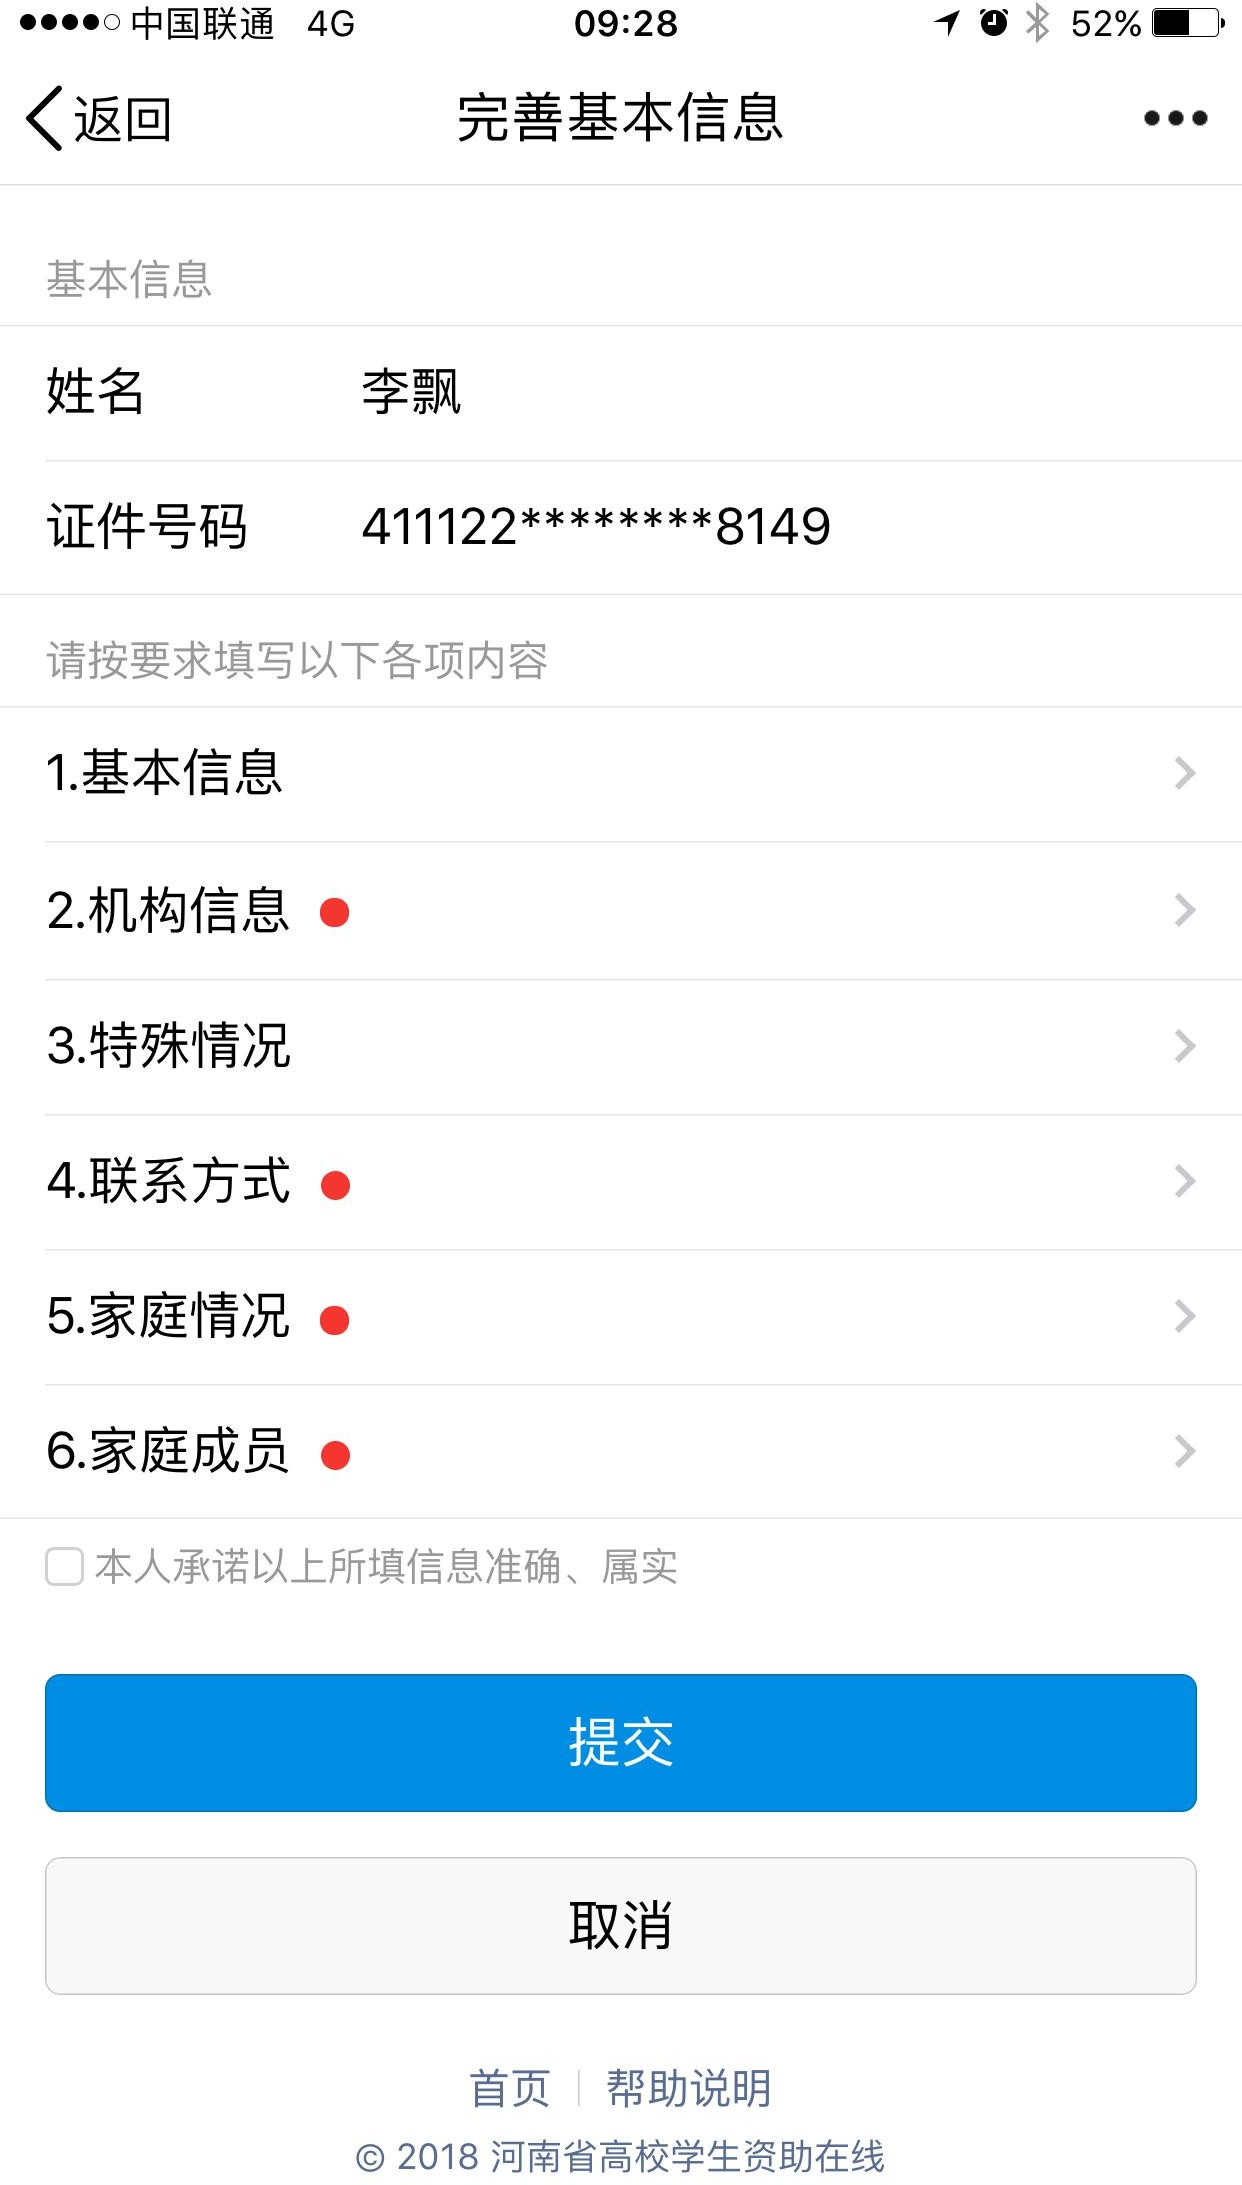 中国联通 4G 09:28 52%
返回 完善基本信息
基本信息
姓名 李飘
证件号码 411122********8149
请按要求填写以下各项内容
1.基本信息
2.机构信息
3.特殊情况
4.联系方式
5.家庭情况
6.家庭成员
本人承诺以上所填信息准确、属实
提交
取消
首页 | 帮助说明
© 2018 河南省高校学生资助在线